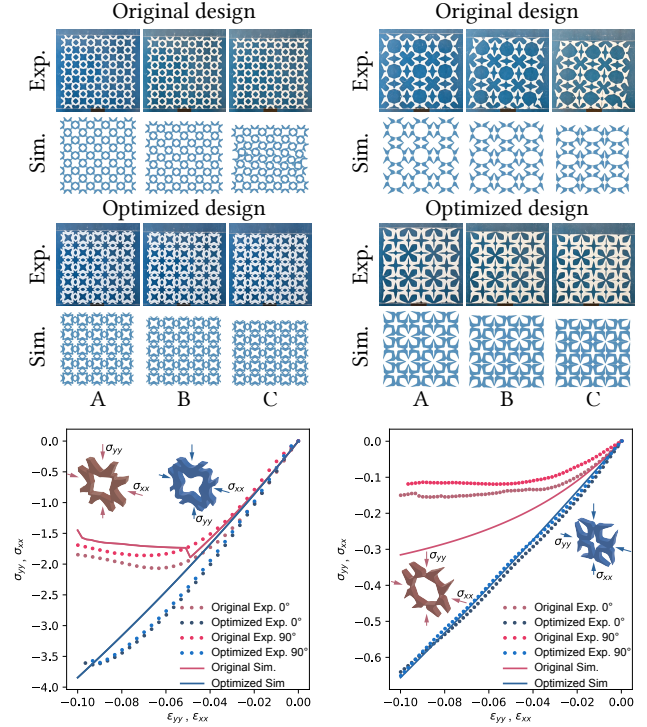 Original design
Exp.
Sim.
Optimized design
Exp.
Sim.
A B C
Original design
Exp.
Sim.
Optimized design
Exp.
Sim.
A B C
0.0
−0.5
−1.0
−1.5
−2.0
−2.5
−3.0
−3.5
−4.0
σyy , σxx
σyy
σxx
σxx
σyy
Original Exp. 0°
Optimized Exp. 0°
Original Exp. 90°
Optimized Exp. 90°
Original Sim.
Optimized Sim
−0.10 −0.08 −0.06 −0.04 −0.02 0.00
εyy , εxx
0.0
−0.1
−0.2
−0.3
−0.4
−0.5
−0.6
σyy , σxx
σyy
σxx
σyy
σxx
Original Exp. 0°
Optimized Exp. 0°
Original Exp. 90°
Optimized Exp. 90°
Original Sim.
Optimized Sim
−0.10 −0.08 −0.06 −0.04 −0.02 0.00
εyy , εxx